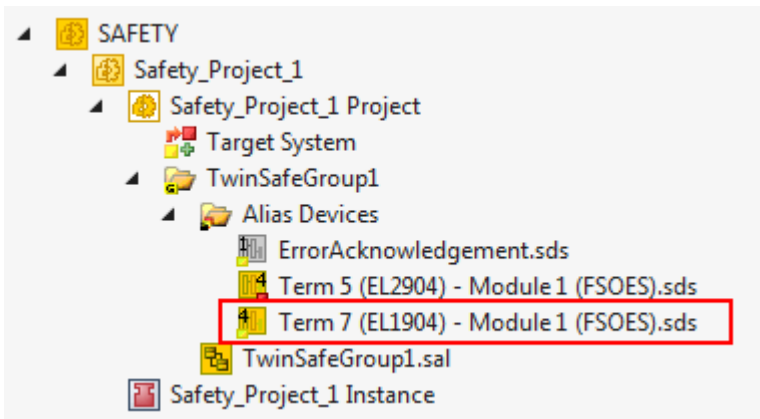 SAFETY
Safety_Project_1
Safety_Project_1 Project
Target System
TwinSafeGroup1
Alias Devices
ErrorAcknowledgement.sds
Term 5 (EL2904) - Module 1 (FSOES).sds
Term 7 (EL1904) - Module 1 (FSOES).sds
TwinSafeGroup1.sal
Safety_Project_1 Instance